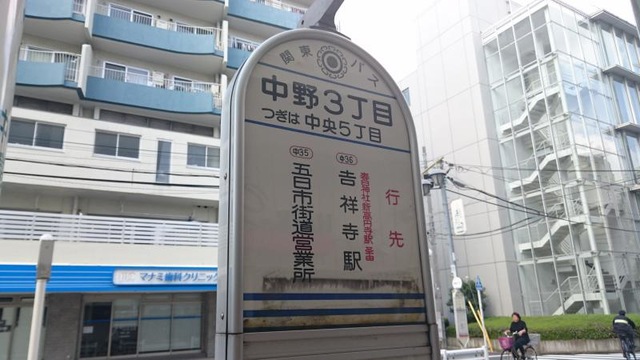 関東バス
中野3丁目
つぎは 中央5丁目
行先
中36
吉祥寺駅
中35
五日市街道営業所
マナミ歯科クリニック